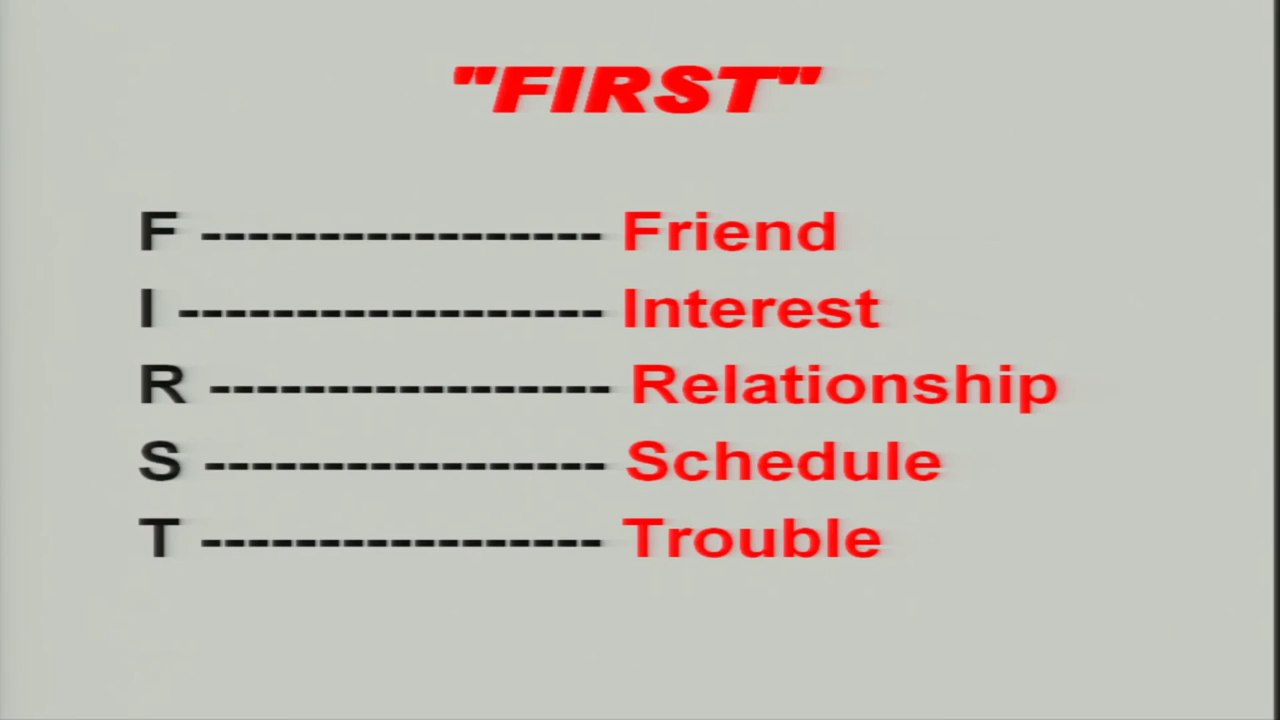 "FIRST"
F ----------------- Friend
I ------------------ Interest
R ----------------- Relationship
S ----------------- Schedule
T ----------------- Trouble